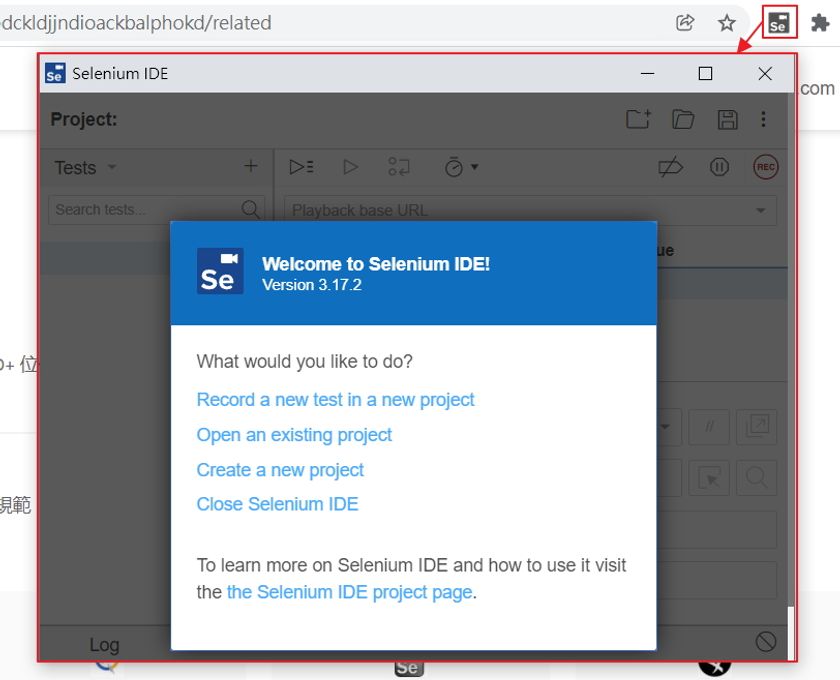 dckldjjndioackbalphokd/related
Se
Se Selenium IDE
com
Project:
Tests
REC
Search tests...
Playback base URL
ue
Se
Welcome to Selenium IDE!
Version 3.17.2
What would you like to do?
0+ 位
Record a new test in a new project
//
Open an existing project
Create a new project
規範
Close Selenium IDE
To learn more on Selenium IDE and how to use it visit
the the Selenium IDE project page.
Log
Se